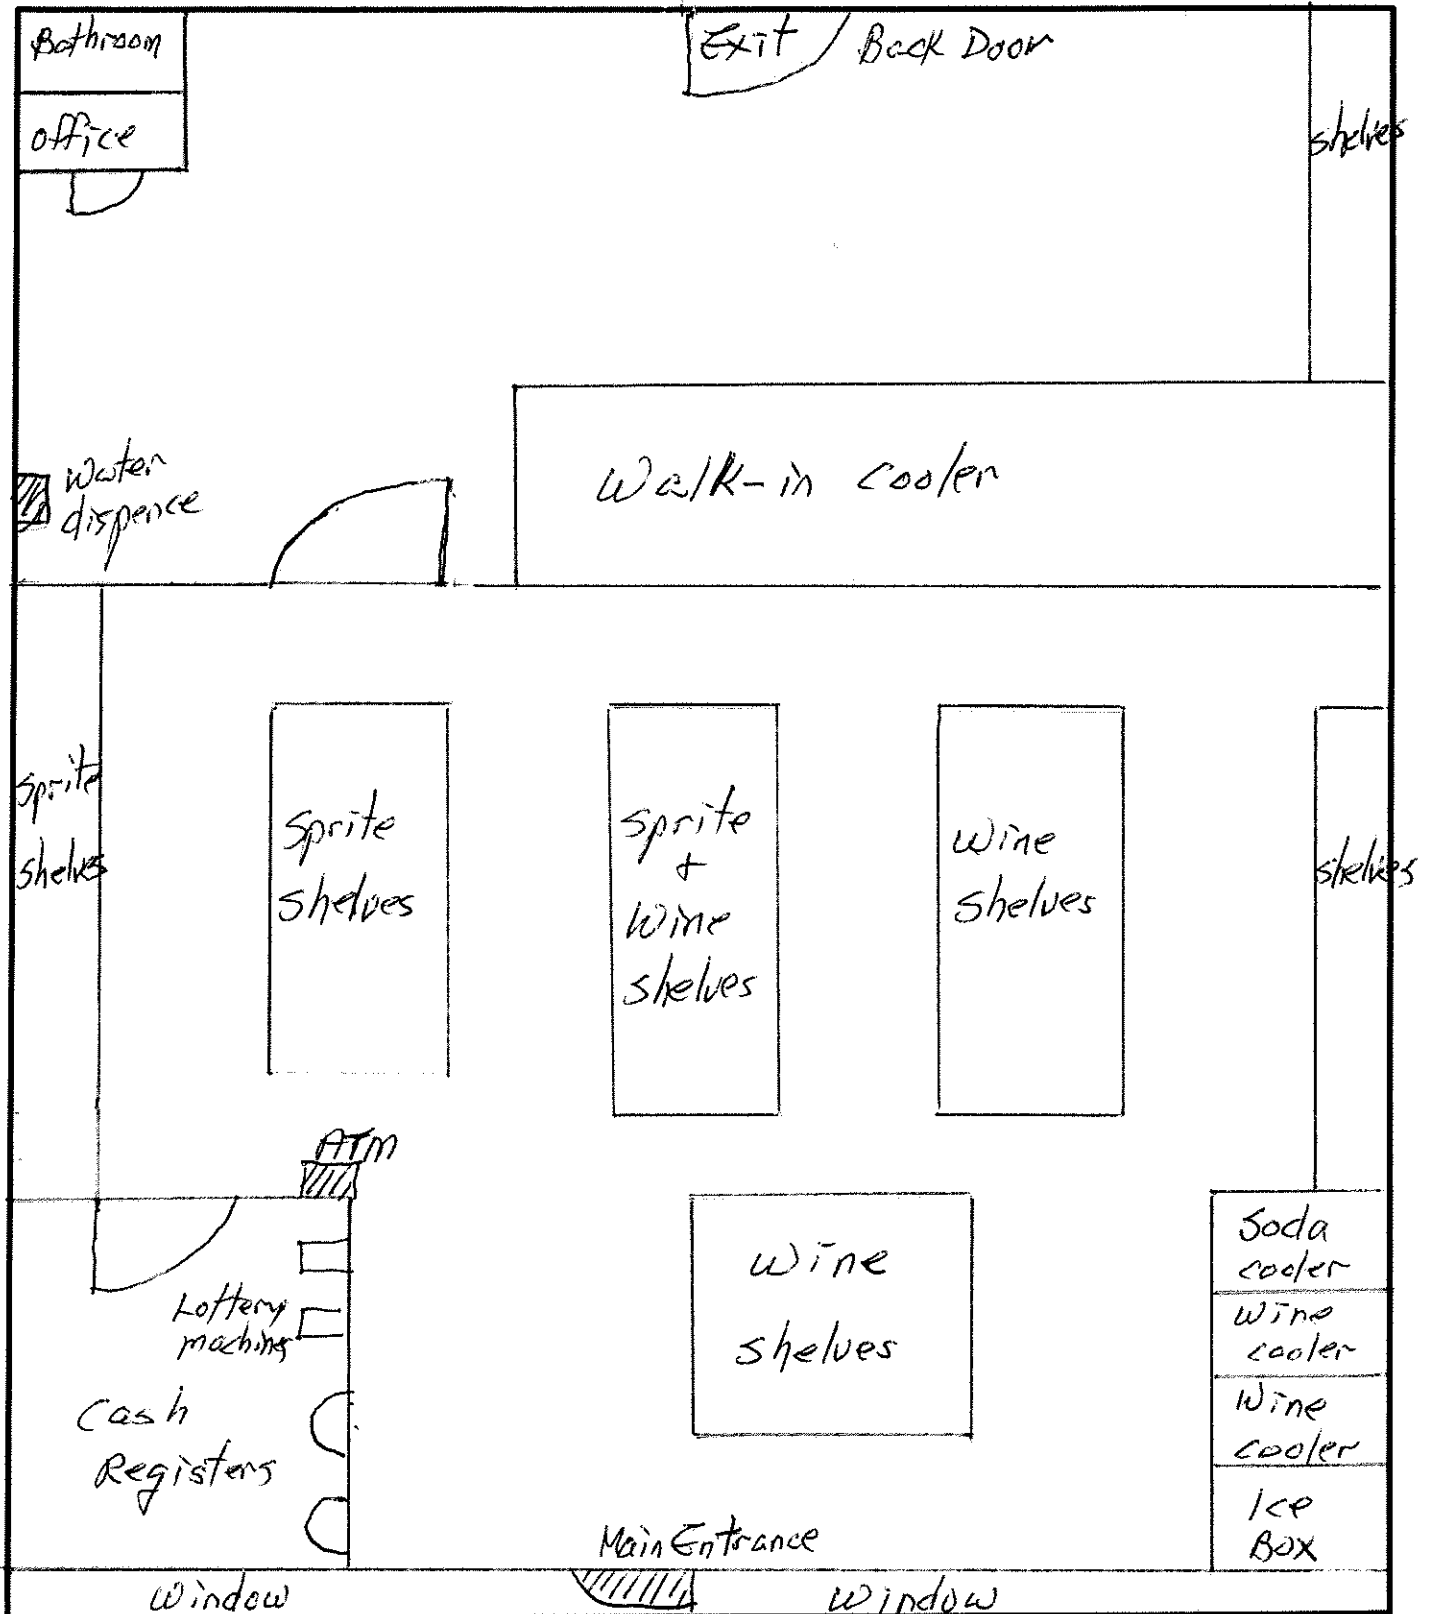 Bathroom
Exit
Back Door
office
shelves
Water
dispence
Walk-in cooler
Sprite
shelves
Sprite
shelves
Sprite
+
Wine
shelves
Wine
shelves
shelves
ATM
Lottery
machins
Cash
Registers
Wine
shelves
Soda
cooler
Wine
cooler
Wine
cooler
Ice
Box
Main Entrance
Window
Window